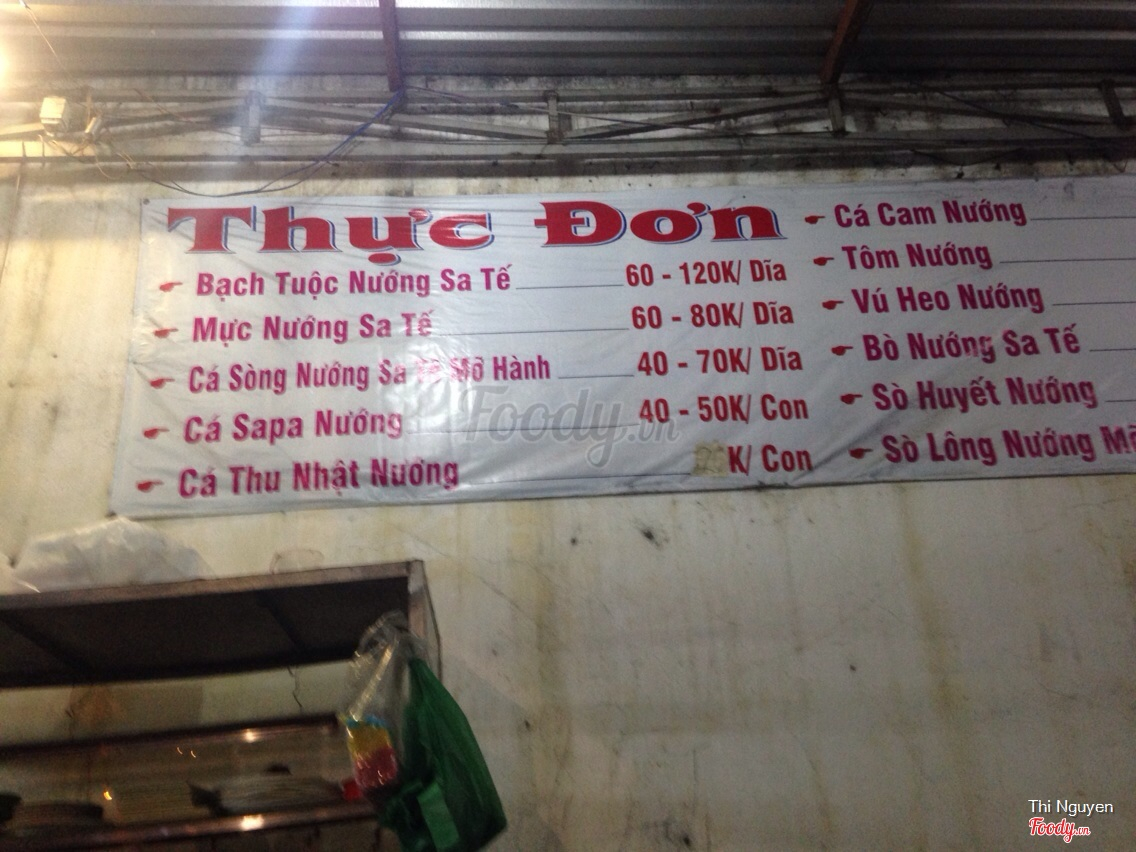 Thực Đơn
Bạch Tuộc Nướng Sa Tế 60 - 120K/ Dĩa
Mực Nướng Sa Tế 60 - 80K/ Dĩa
Cá Sòng Nướng Sa Tế Mỡ Hành 40 - 70K/ Dĩa
Cá Sapa Nướng 40 - 50K/ Con
Cá Thu Nhật Nướng K/ Con
Cá Cam Nướng
Tôm Nướng
Vú Heo Nướng
Bò Nướng Sa Tế
Sò Huyết Nướng
Sò Lông Nướng
Foody.vn
Thi Nguyen
Foody.vn